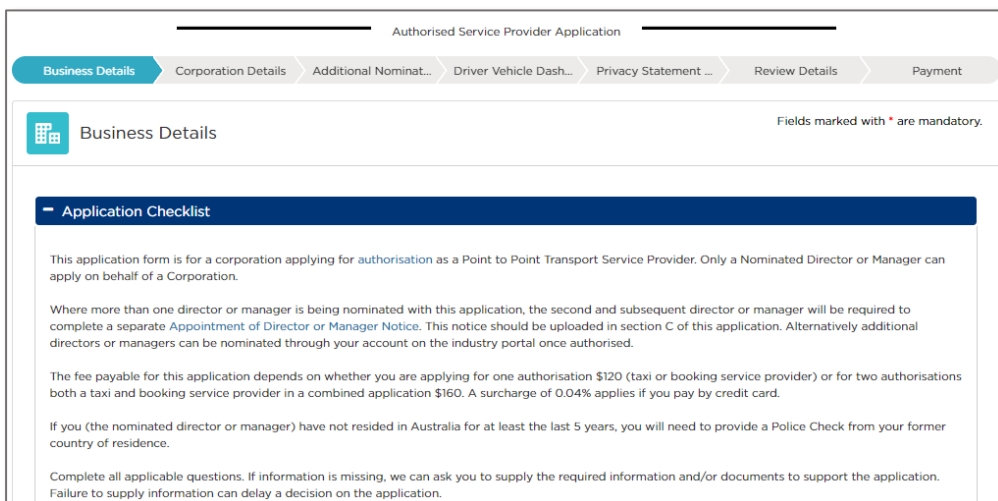 Authorised Service Provider Application
Business Details
Corporation Details
Additional Nominat...
Driver Vehicle Dash...
Privacy Statement ...
Review Details
Payment
Business Details
Fields marked with * are mandatory.
− Application Checklist
This application form is for a corporation applying for authorisation as a Point to Point Transport Service Provider. Only a Nominated Director or Manager can
apply on behalf of a Corporation.
Where more than one director or manager is being nominated with this application, the second and subsequent director or manager will be required to
complete a separate Appointment of Director or Manager Notice. This notice should be uploaded in section C of this application. Alternatively additional
directors or managers can be nominated through your account on the industry portal once authorised.
The fee payable for this application depends on whether you are applying for one authorisation $120 (taxi or booking service provider) or for two authorisations
both a taxi and booking service provider in a combined application $160. A surcharge of 0.04% applies if you pay by credit card.
If you (the nominated director or manager) have not resided in Australia for at least the last 5 years, you will need to provide a Police Check from your former
country of residence.
Complete all applicable questions. If information is missing, we can ask you to supply the required information and/or documents to support the application.
Failure to supply information can delay a decision on the application.